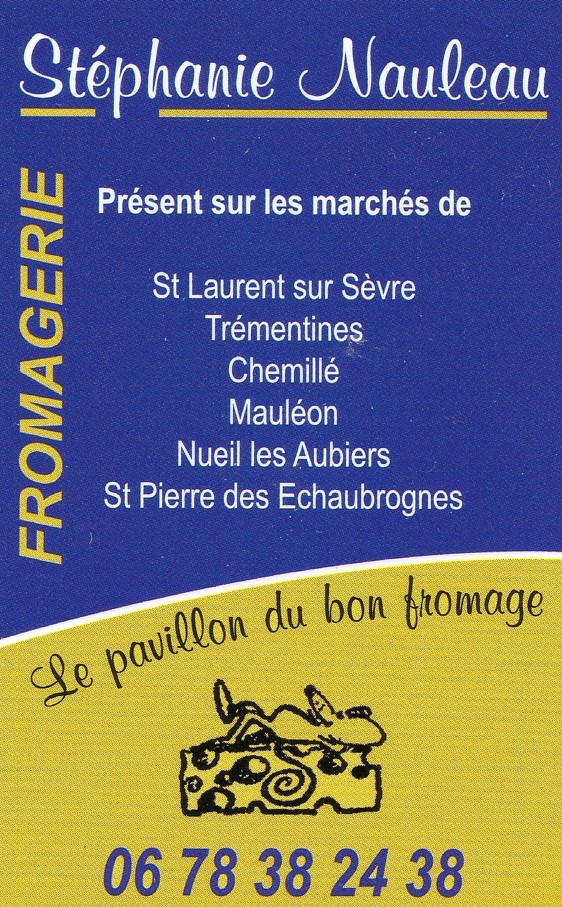 Stéphanie Nauleau
FROMAGERIE
Présent sur les marchés de
St Laurent sur Sèvre
Trémentines
Chemillé
Mauléon
Nueil les Aubiers
St Pierre des Echaubrognes
Le pavillon du bon fromage
06 78 38 24 38